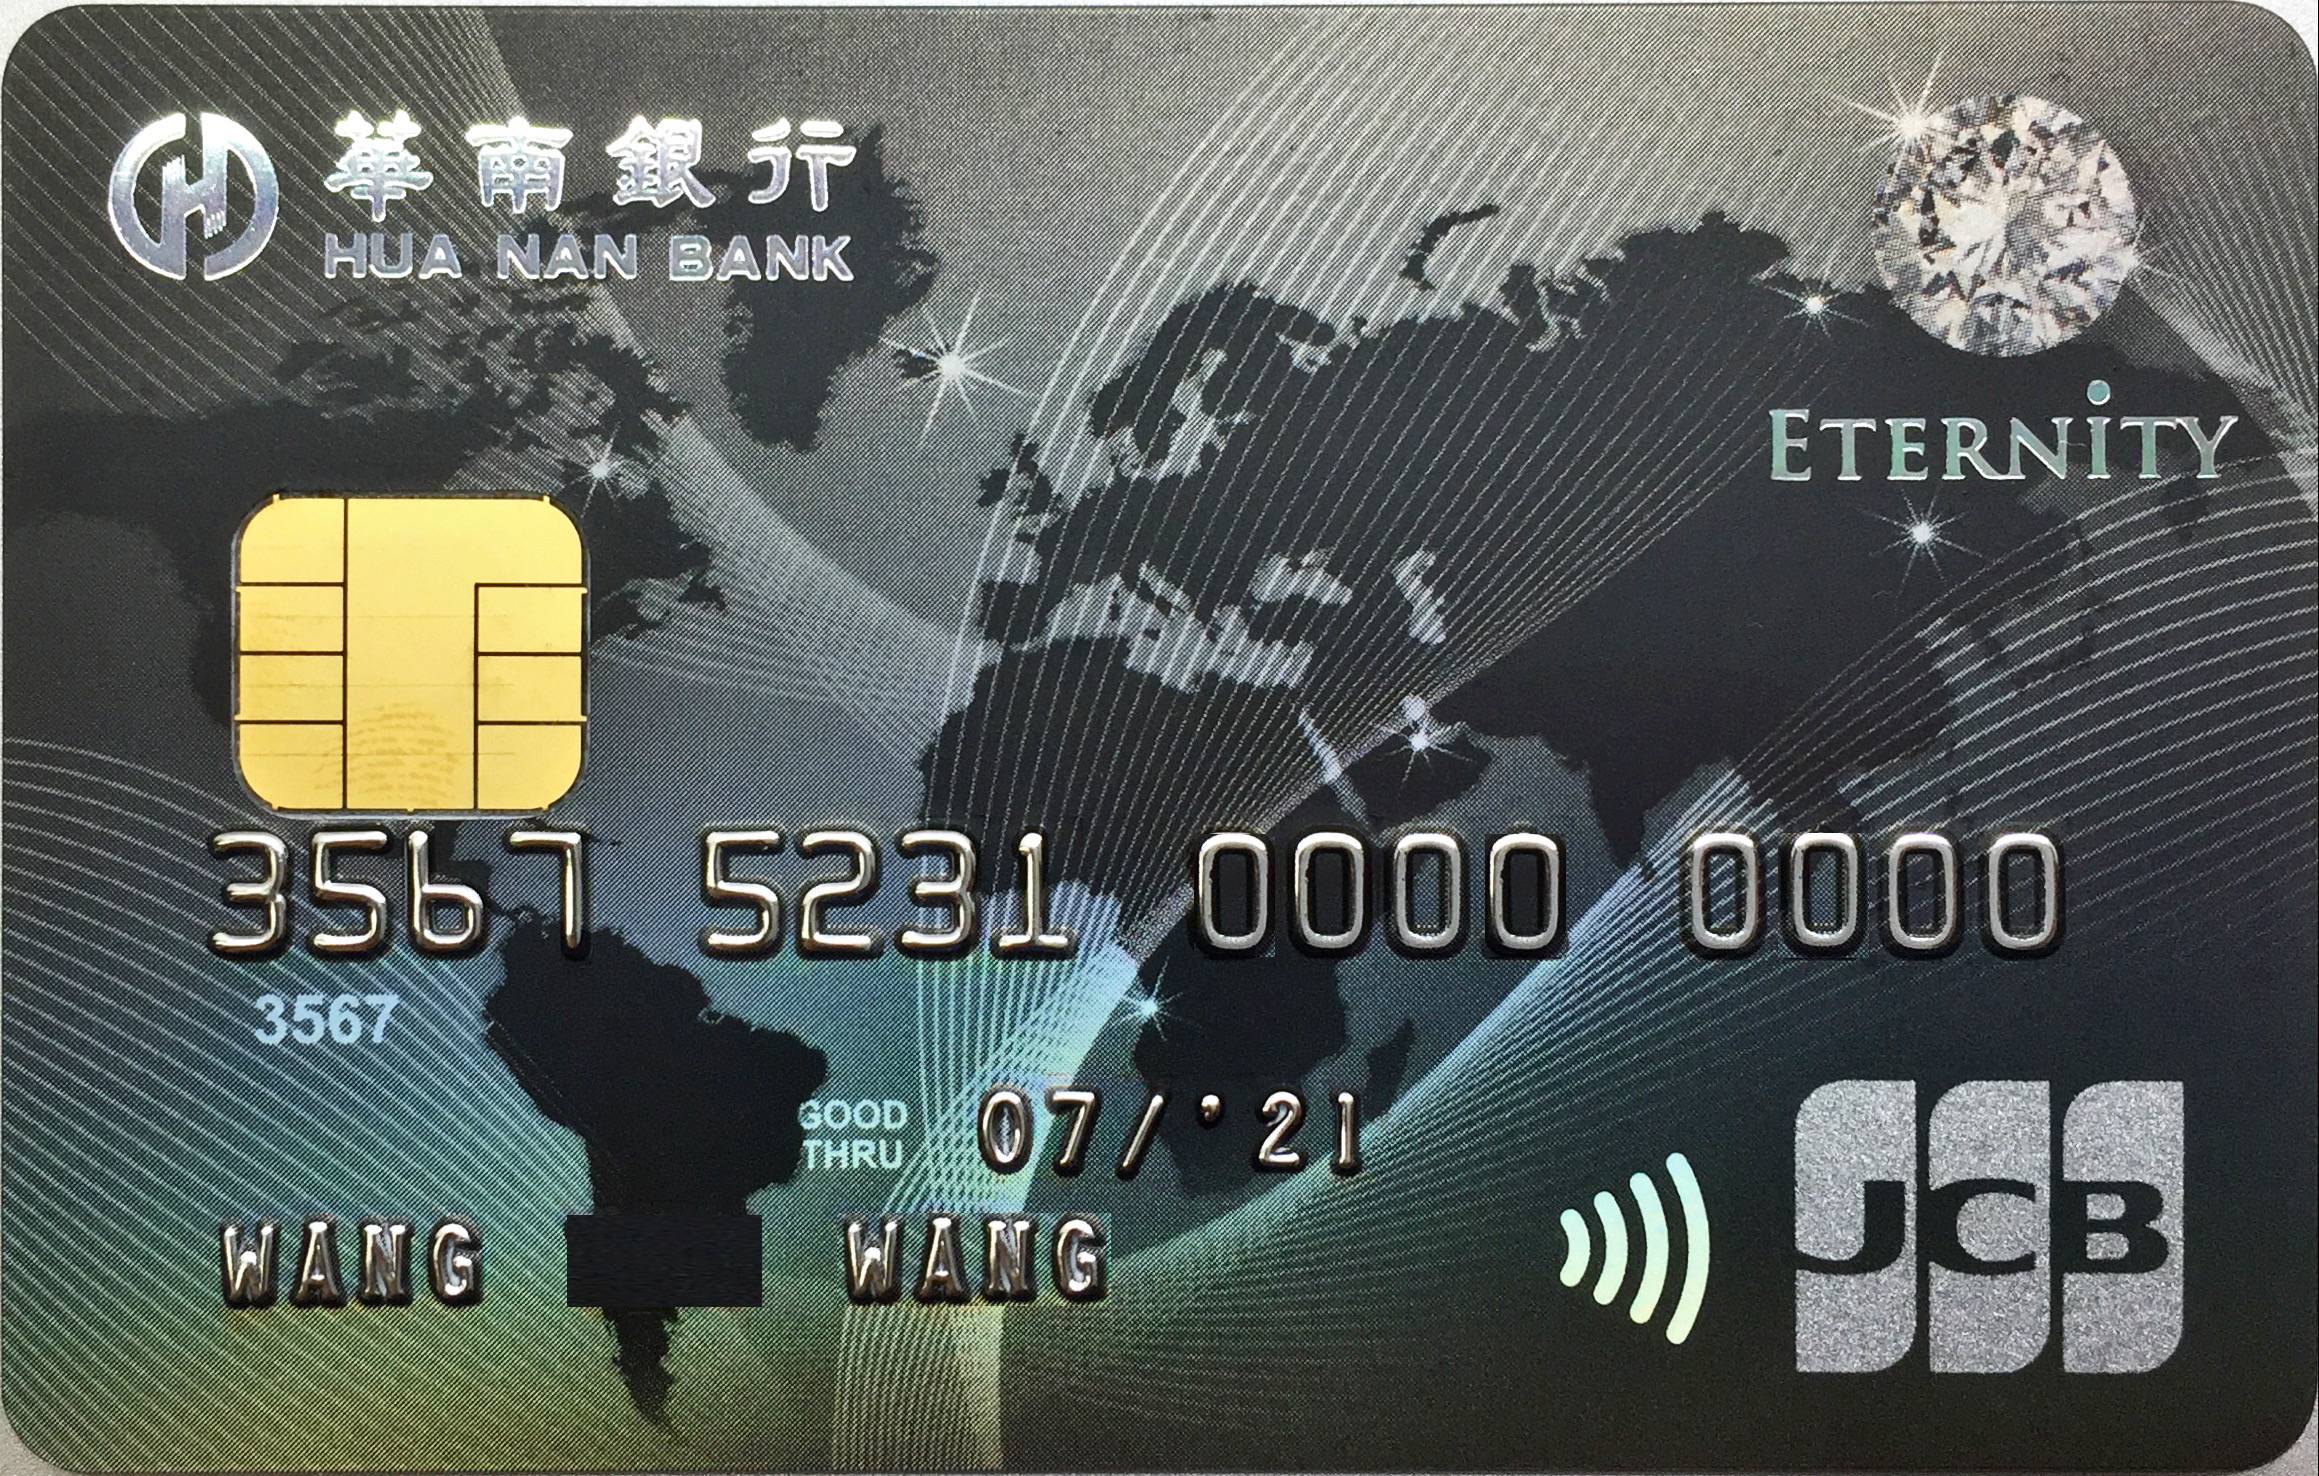 華南銀行
HUA NAN BANK
ETERNITY
3567 5231 0000 0000
3567
GOOD THRU 07/'21
WANG WANG
JCB